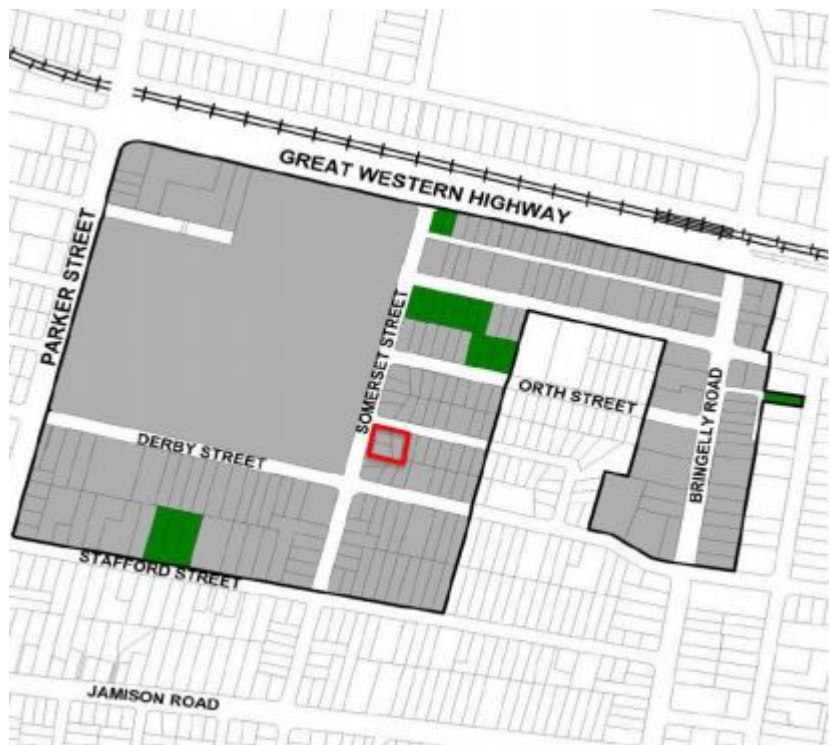 GREAT WESTERN HIGHWAY
PARKER STREET
SOMERSET STREET
ORTH STREET
BRINGELLY ROAD
DERBY STREET
STAFFORD STREET
JAMISON ROAD